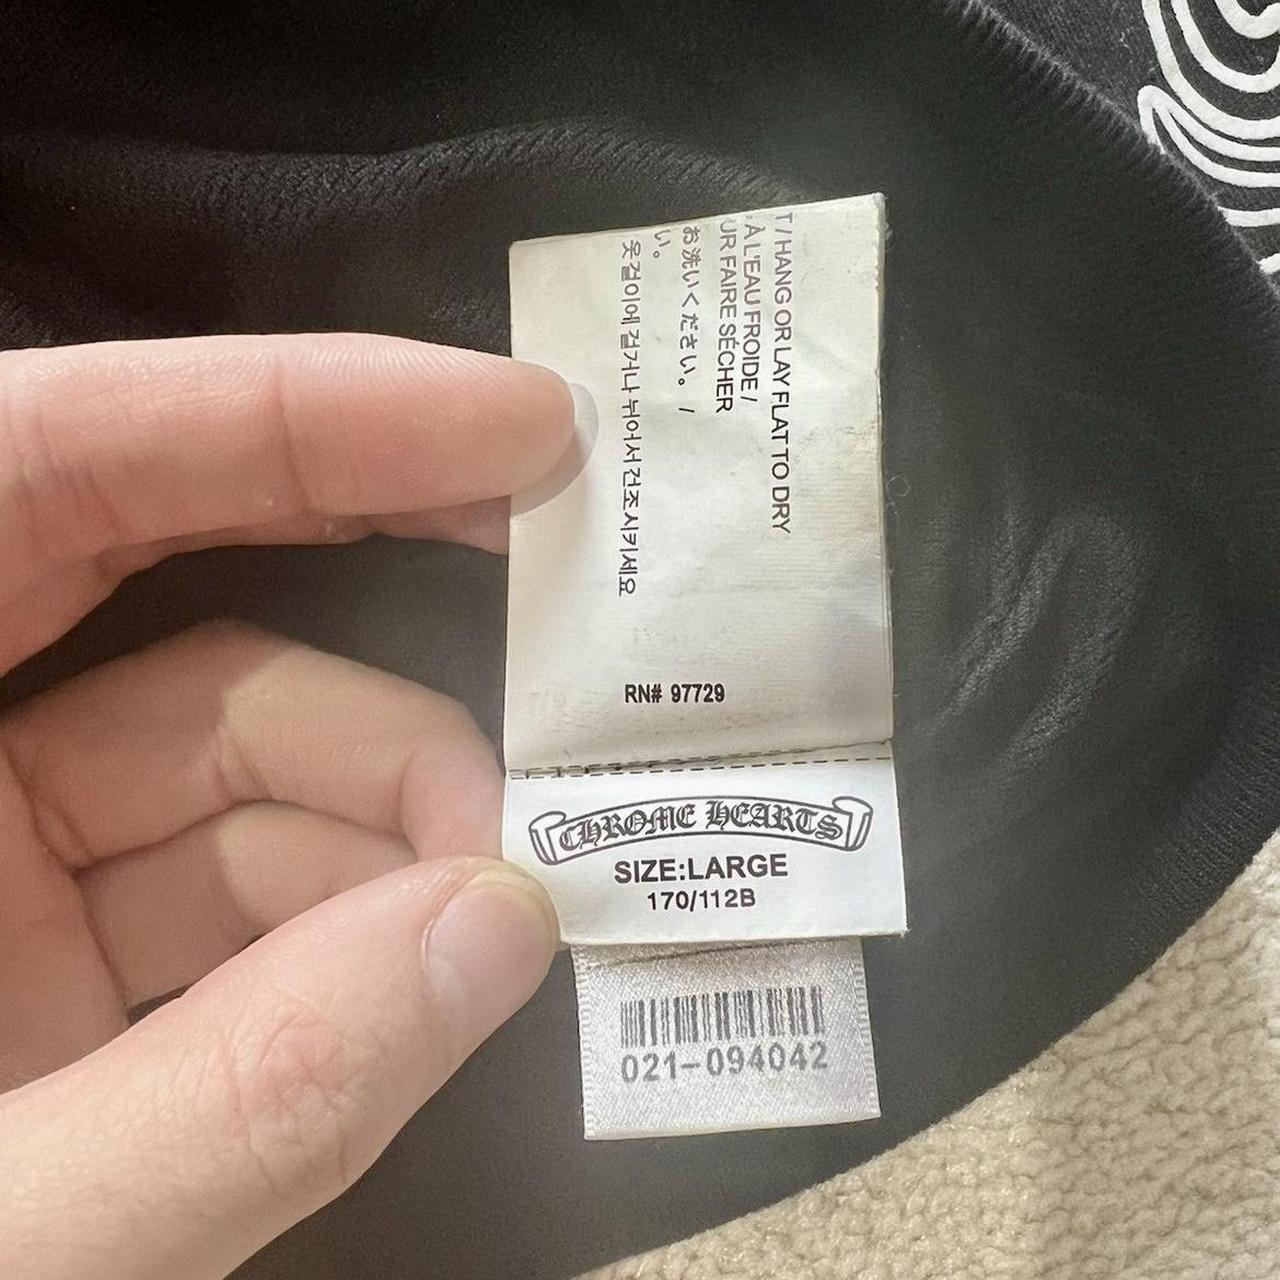 T / HANG OR LAY FLAT TO DRY
, À L'EAU FROIDE /
UR FAIRE SÉCHER
お洗いください。 /
い。
옷걸이에 걸거나 뉘어서 건조시키세요
RN# 97729
CHROME HEARTS
SIZE:LARGE
170/112B
021-094042